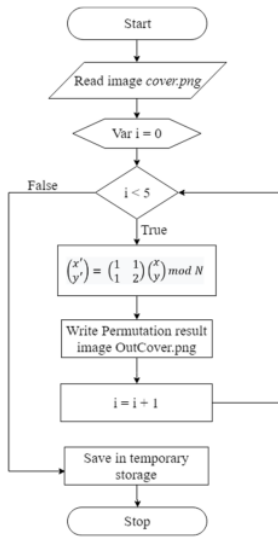 Start
Read image cover.png
Var i = 0
False
i < 5
True
(x' y') = (1 1 1 2)(x y) mod N
Write Permutation result
image OutCover.png
i = i + 1
Save in temporary
storage
Stop